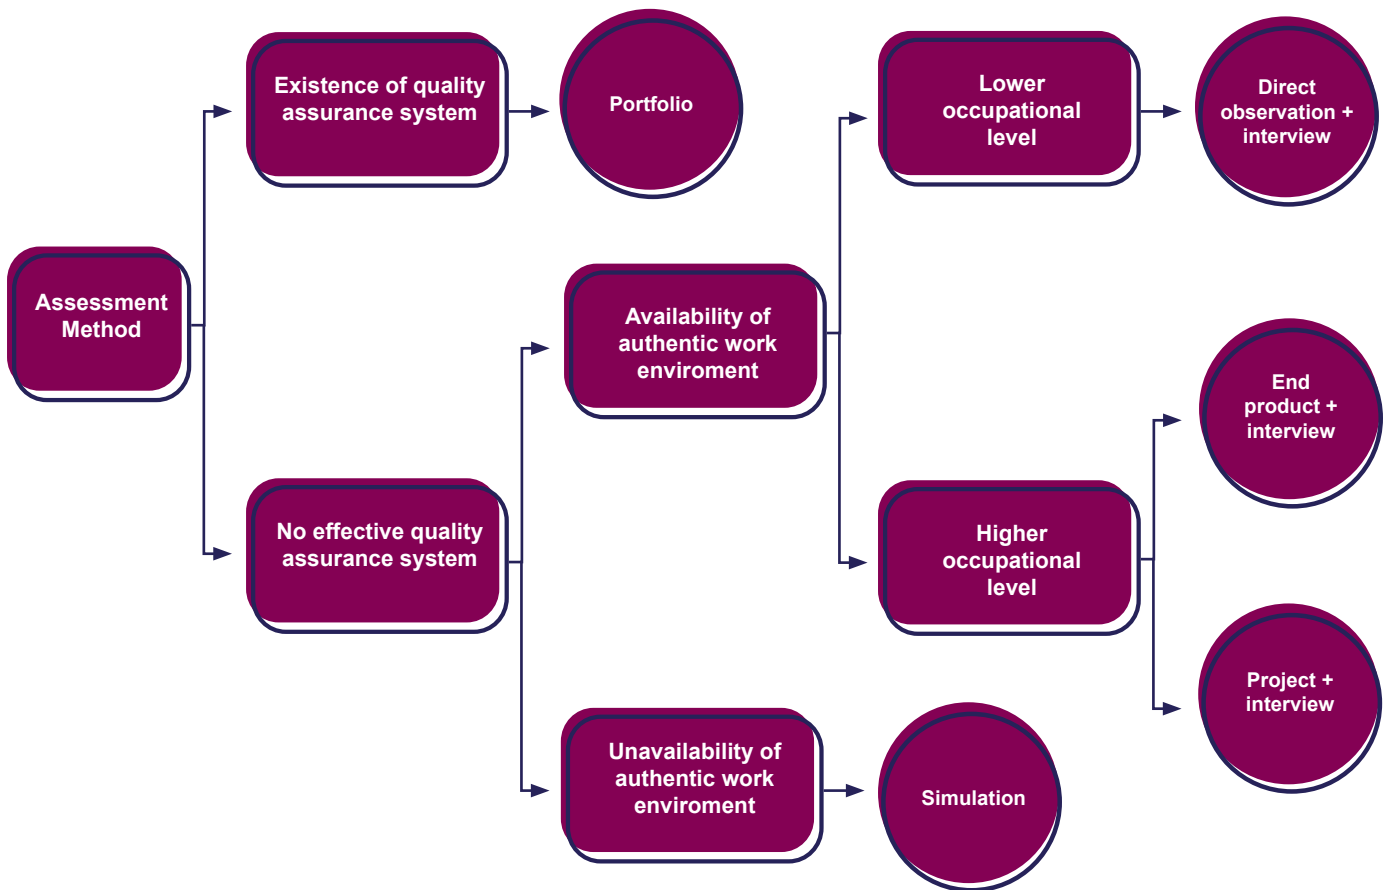 Existence of quality
assurance system
Portfolio
Lower
occupational
level
Direct
observation +
interview
Assessment
Method
Availability of
authentic work
enviroment
End
product +
interview
No effective quality
assurance system
Higher
occupational
level
Project +
interview
Unavailability of
authentic work
enviroment
Simulation